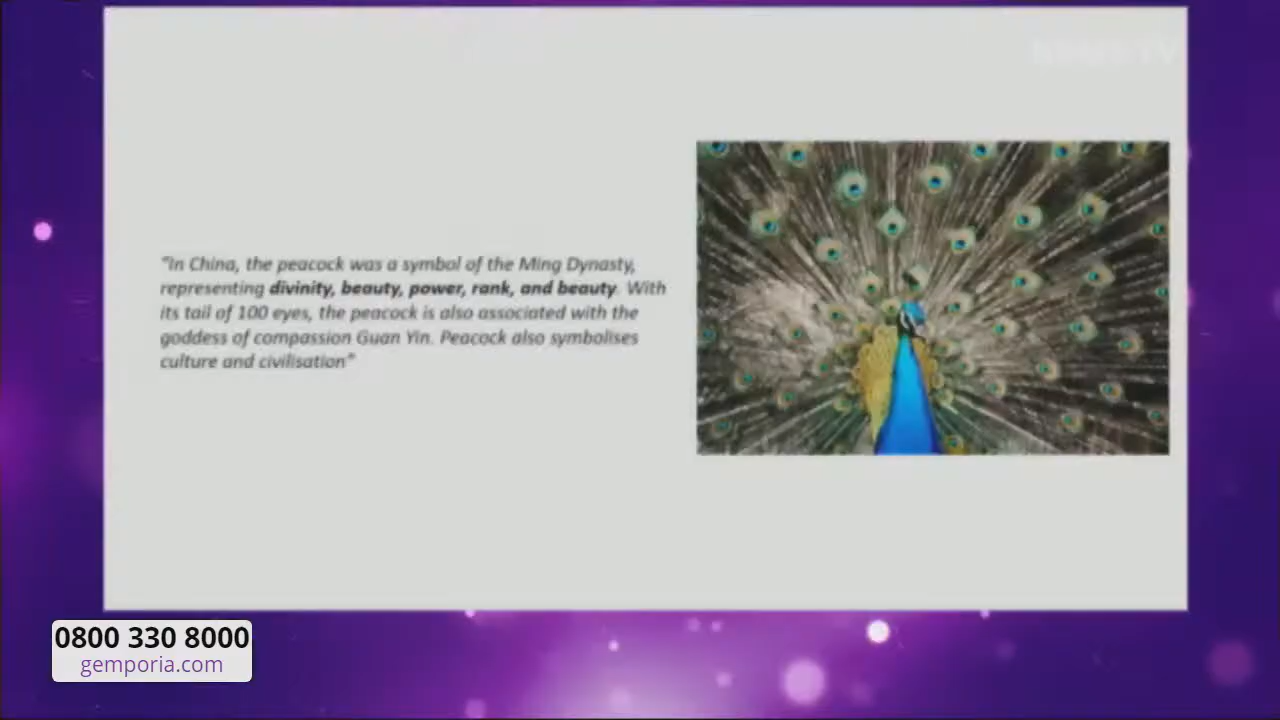 "In China, the peacock was a symbol of the Ming Dynasty,
representing divinity, beauty, power, rank, and beauty. With
its tail of 100 eyes, the peacock is also associated with the
goddess of compassion Guan Yin. Peacock also symbolises
culture and civilisation"
0800 330 8000
gemporia.com